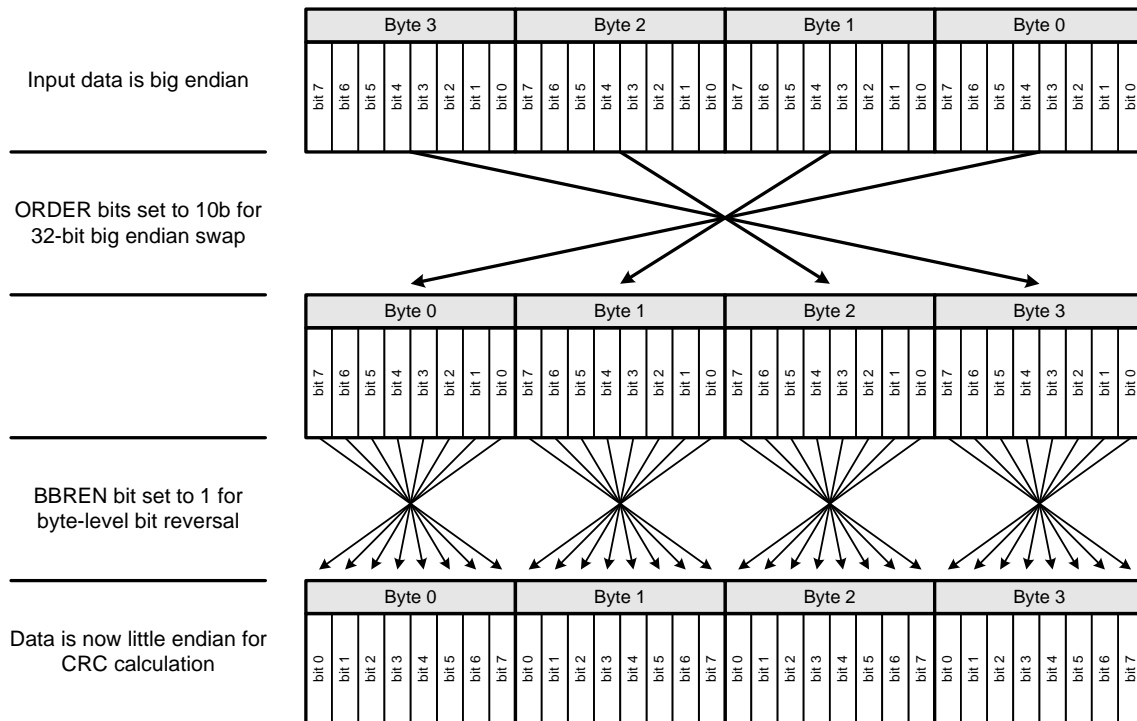 Byte 3 Byte 2 Byte 1 Byte 0
Input data is big endian
bit 7 bit 6 bit 5 bit 4 bit 3 bit 2 bit 1 bit 0 bit 7 bit 6 bit 5 bit 4 bit 3 bit 2 bit 1 bit 0 bit 7 bit 6 bit 5 bit 4 bit 3 bit 2 bit 1 bit 0 bit 7 bit 6 bit 5 bit 4 bit 3 bit 2 bit 1 bit 0
ORDER bits set to 10b for
32-bit big endian swap
Byte 0 Byte 1 Byte 2 Byte 3
bit 7 bit 6 bit 5 bit 4 bit 3 bit 2 bit 1 bit 0 bit 7 bit 6 bit 5 bit 4 bit 3 bit 2 bit 1 bit 0 bit 7 bit 6 bit 5 bit 4 bit 3 bit 2 bit 1 bit 0 bit 7 bit 6 bit 5 bit 4 bit 3 bit 2 bit 1 bit 0
BBREN bit set to 1 for
byte-level bit reversal
Byte 0 Byte 1 Byte 2 Byte 3
Data is now little endian for
CRC calculation
bit 0 bit 1 bit 2 bit 3 bit 4 bit 5 bit 6 bit 7 bit 0 bit 1 bit 2 bit 3 bit 4 bit 5 bit 6 bit 7 bit 0 bit 1 bit 2 bit 3 bit 4 bit 5 bit 6 bit 7 bit 0 bit 1 bit 2 bit 3 bit 4 bit 5 bit 6 bit 7